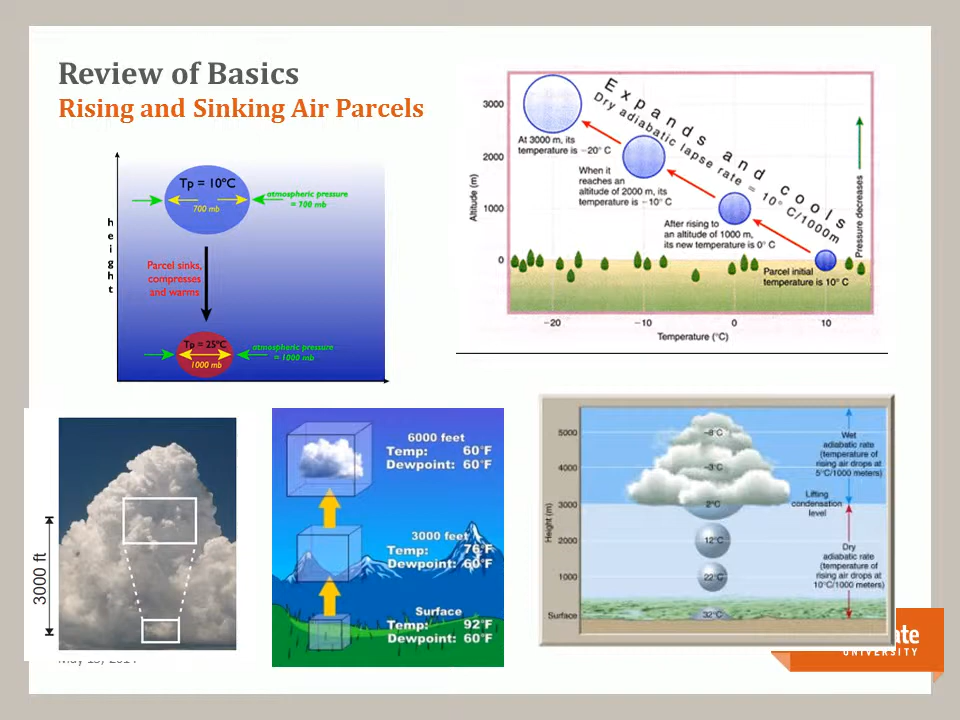 Review of Basics
Rising and Sinking Air Parcels
height
Tp = 10°C
700 mb
atmospheric pressure
= 700 mb
Parcel sinks,
compresses
and warms
Tp = 25°C
1000 mb
atmospheric pressure
= 1000 mb
Expands and cools
Dry adiabatic lapse rate = 10° C/1000m
Altitude (m)
3000
2000
1000
0
At 3000 m, its
temperature is −20° C
When it
reaches an
altitude of 2000 m, its
temperature is −10° C
After rising to
an altitude of 1000 m,
its new temperature is 0° C
Parcel initial
temperature is 10° C
Pressure decreases
−20
−10
0
10
Temperature (°C)
3000 ft
6000 feet
Temp: 60°F
Dewpoint: 60°F
3000 feet
Temp: 76°F
Dewpoint: 60°F
Surface
Temp: 92°F
Dewpoint: 60°F
Height (m)
5000
4000
3000
2000
1000
Surface
−8°C
−3°C
2°C
12°C
22°C
32°C
Wet
adiabatic rate
(temperature of
rising air drops at
5°C/1000 meters)
Lifting
condensation
level
Dry
adiabatic rate
(temperature of
rising air drops at
10°C/1000 meters)
ate
UNIVERSITY